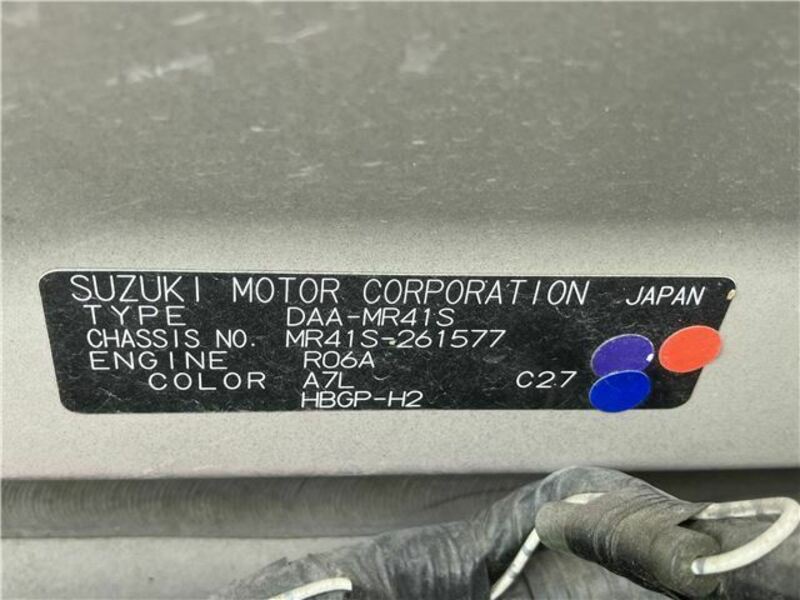 SUZUKI MOTOR CORPORATION JAPAN
TYPE DAA-MR41S
CHASSIS NO. MR41S-261577
ENGINE R06A
COLOR A7L C27
HBGP-H2